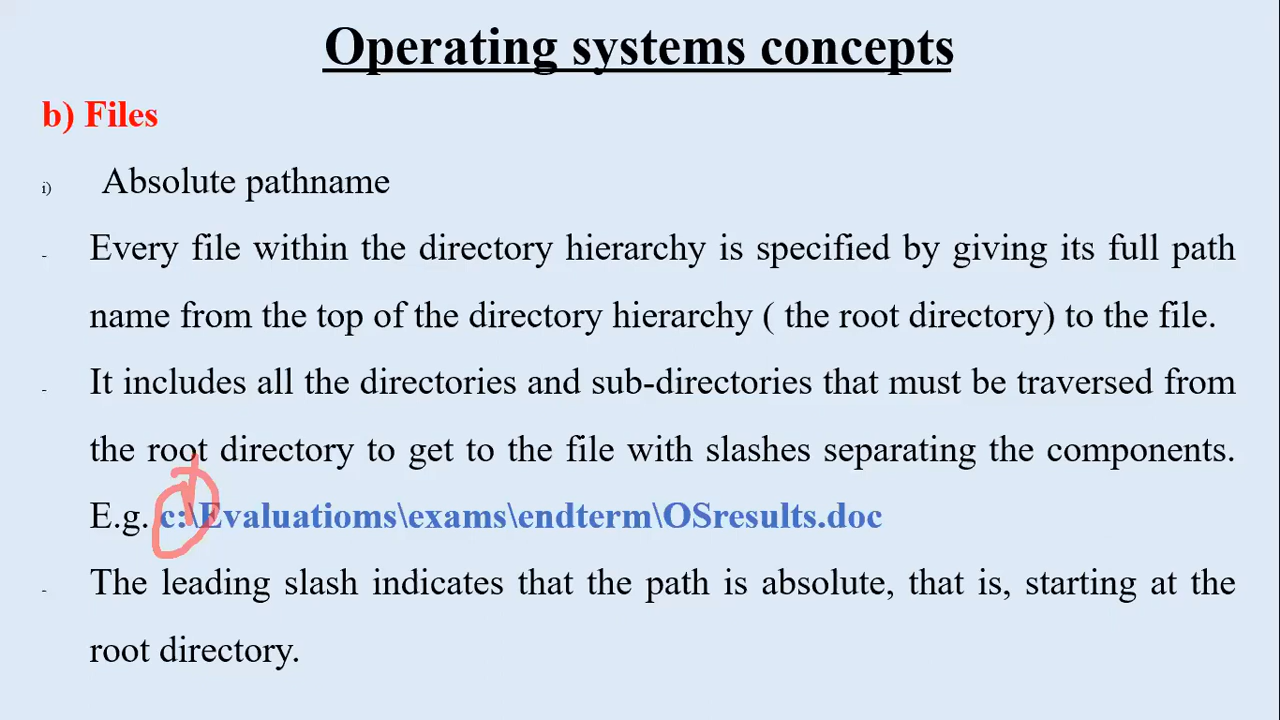 Operating systems concepts
b) Files
i) Absolute pathname
- Every file within the directory hierarchy is specified by giving its full path
name from the top of the directory hierarchy ( the root directory) to the file.
- It includes all the directories and sub-directories that must be traversed from
the root directory to get to the file with slashes separating the components.
E.g. c:\Evaluatioms\exams\endterm\OSresults.doc
- The leading slash indicates that the path is absolute, that is, starting at the
root directory.